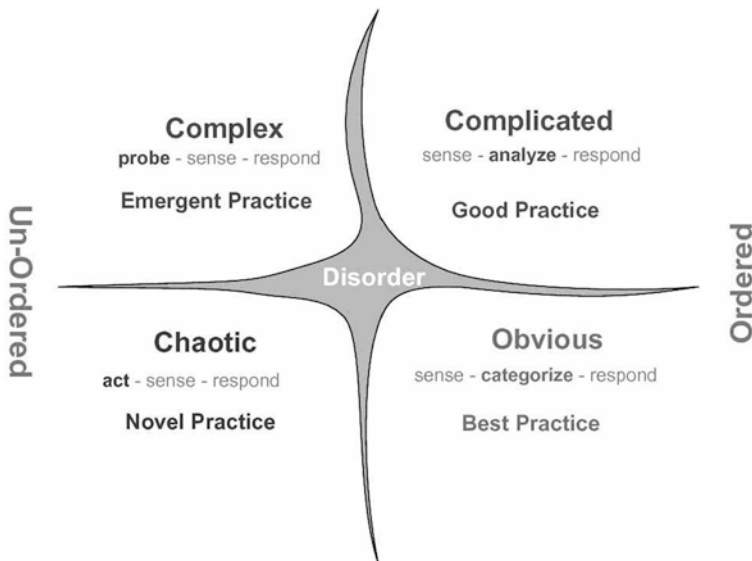 Complex
probe - sense - respond
Emergent Practice
Complicated
sense - analyze - respond
Good Practice
Un-Ordered
Disorder
Ordered
Chaotic
act - sense - respond
Novel Practice
Obvious
sense - categorize - respond
Best Practice